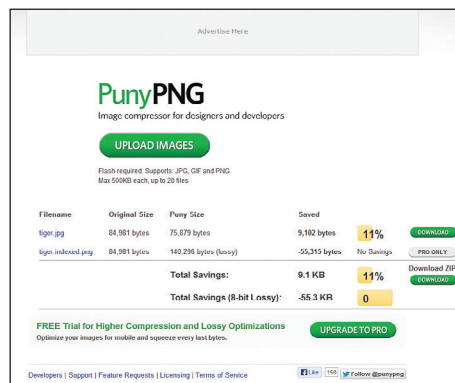 Advertise Here
PunyPNG
Image compressor for designers and developers
UPLOAD IMAGES
Flash required. Supports: JPG, GIF and PNG
Max 500KB each, up to 20 files
Filename Original Size Puny Size Saved
tiger.jpg 84,981 bytes 75,879 bytes 9,102 bytes 11% DOWNLOAD
tiger.indexed.png 84,981 bytes 140,296 bytes (lossy) -55,315 bytes No Savings PRO ONLY
Total Savings: 9.1 KB 11% Download ZIP
DOWNLOAD
Total Savings (8-bit Lossy): -55.3 KB 0
FREE Trial for Higher Compression and Lossy Optimizations
Optimize your images for mobile and squeeze every last bytes.
UPGRADE TO PRO
Developers | Support | Feature Requests | Licensing | Terms of Service
Like 150 Follow @punypng